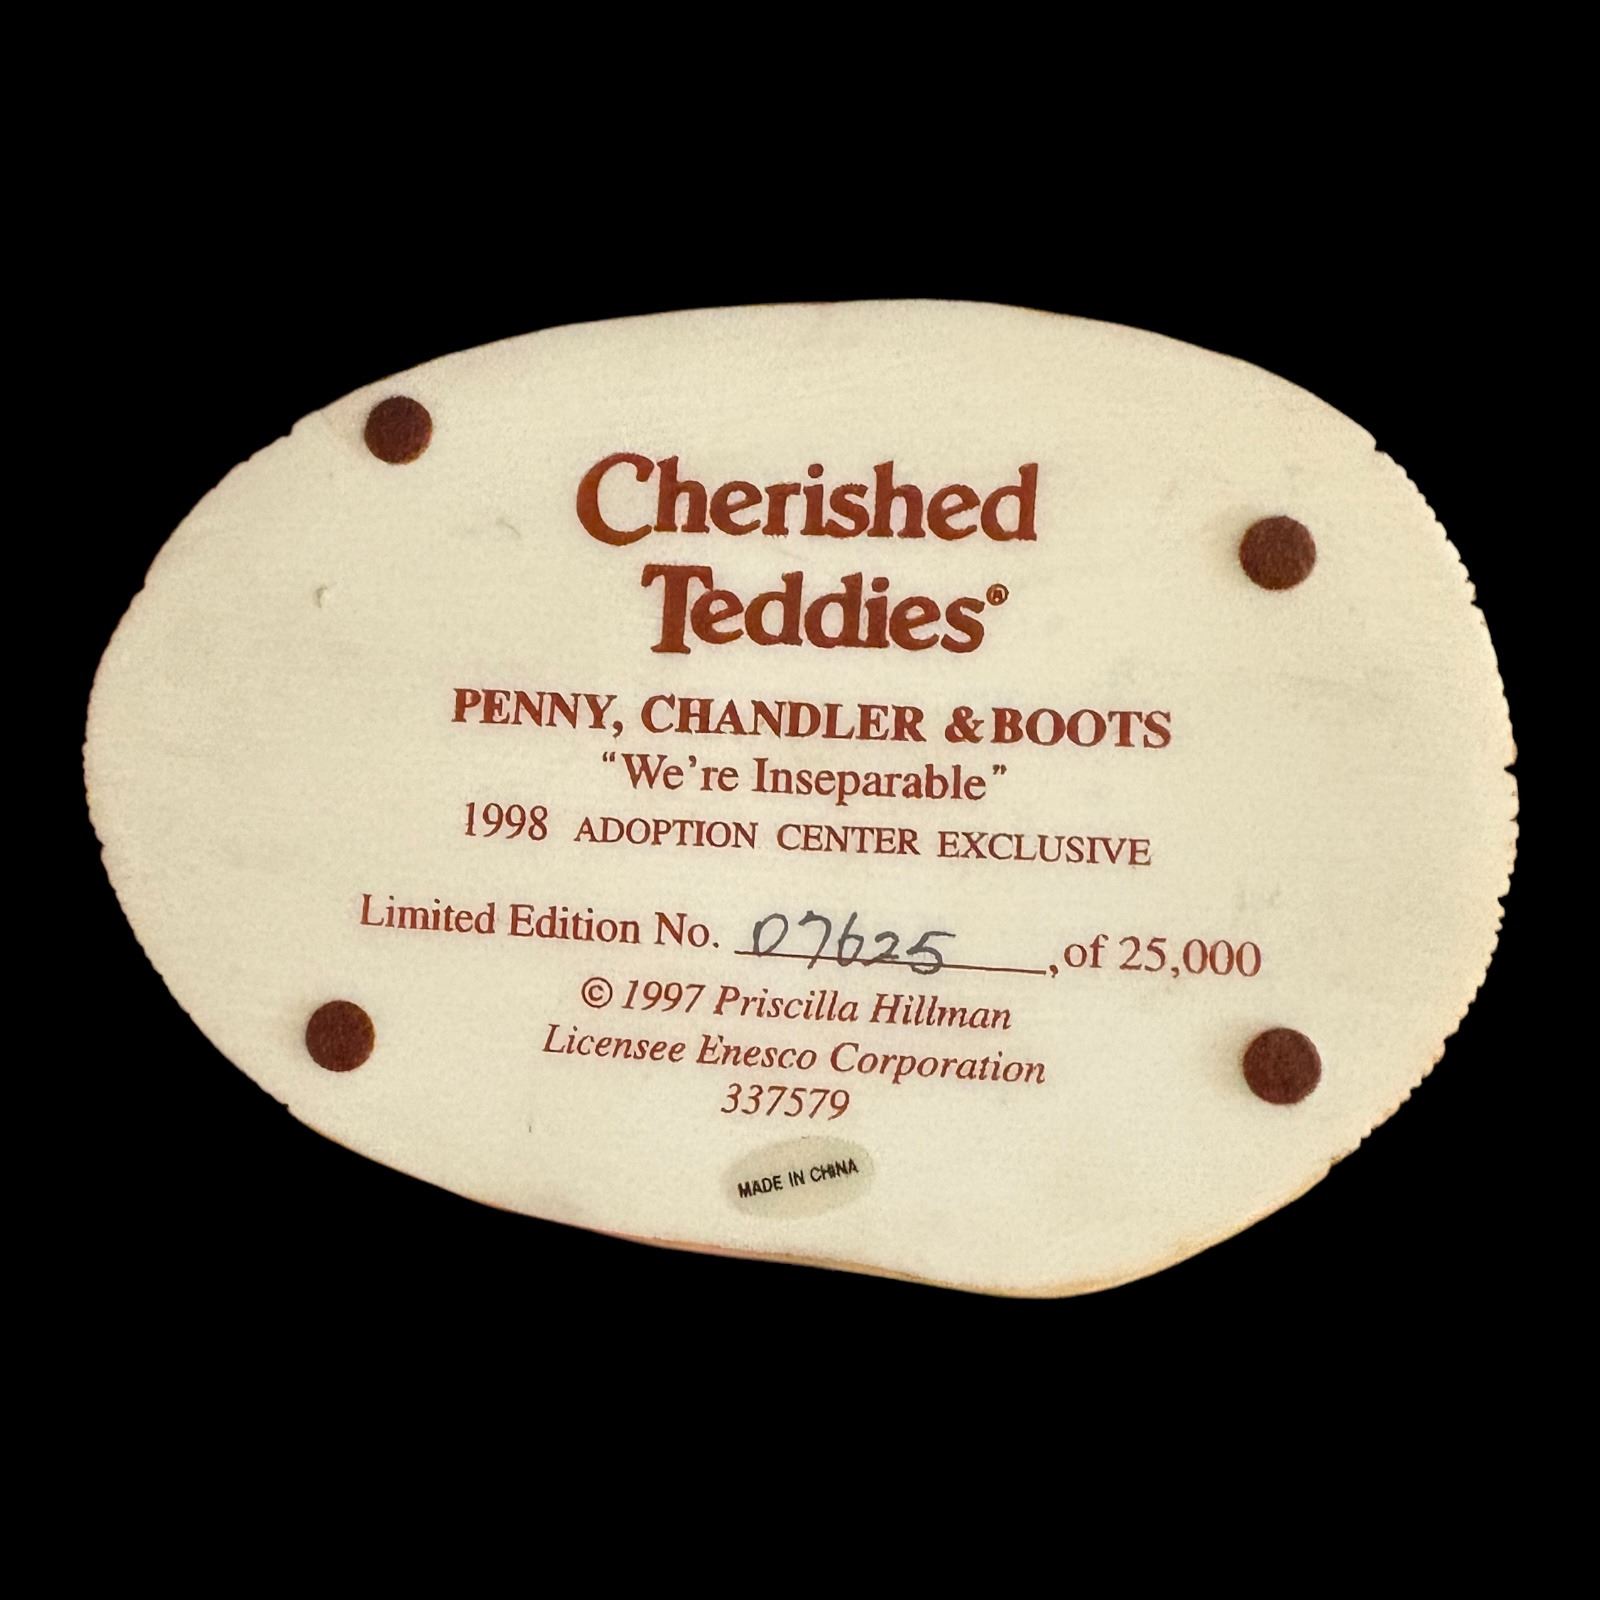 Cherished
Teddies®
PENNY, CHANDLER & BOOTS
"We're Inseparable"
1998 ADOPTION CENTER EXCLUSIVE
Limited Edition No. 07625, of 25,000
© 1997 Priscilla Hillman
Licensee Enesco Corporation
337579
MADE IN CHINA